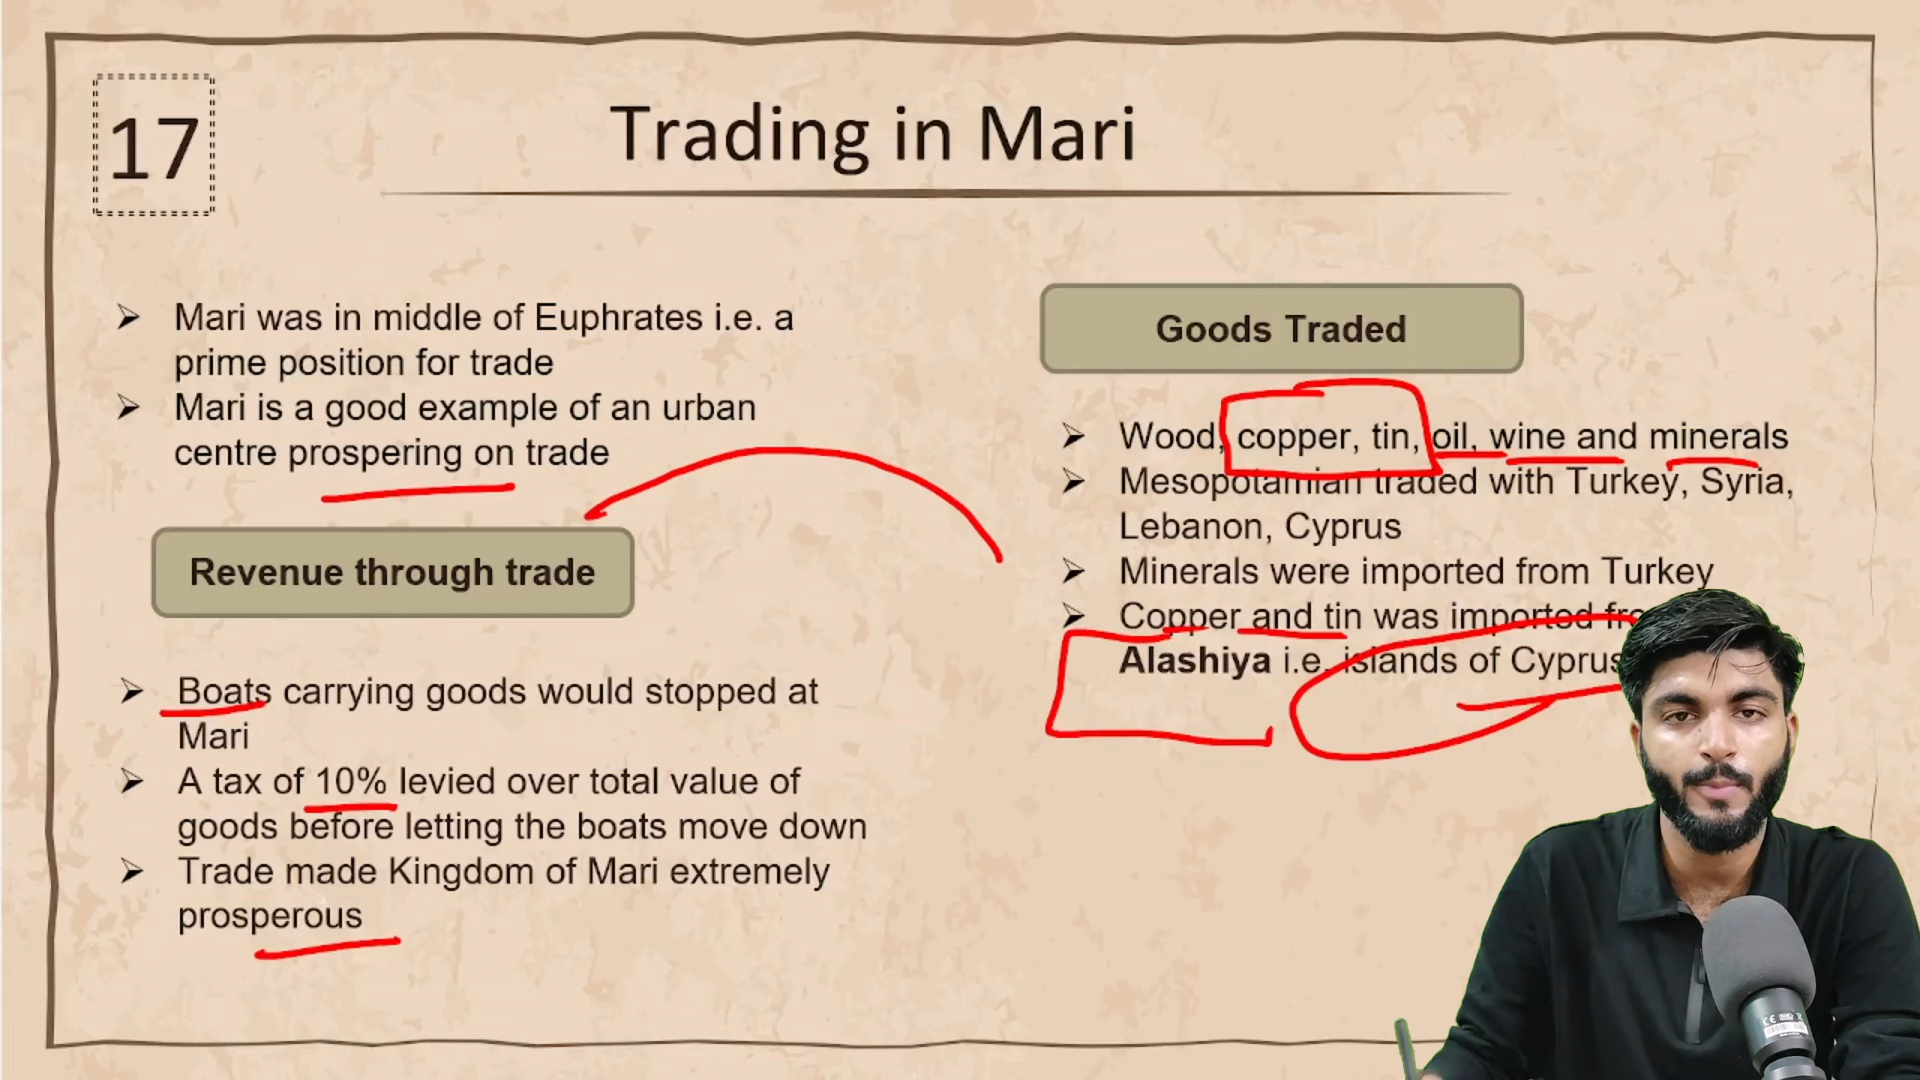 17
Trading in Mari
Mari was in middle of Euphrates i.e. a
prime position for trade
Mari is a good example of an urban
centre prospering on trade
Revenue through trade
Boats carrying goods would stopped at
Mari
A tax of 10% levied over total value of
goods before letting the boats move down
Trade made Kingdom of Mari extremely
prosperous
Goods Traded
Wood, copper, tin, oil, wine and minerals
Mesopotamian traded with Turkey, Syria,
Lebanon, Cyprus
Minerals were imported from Turkey
Copper and tin was imported
Alashiya i.e. islands of Cyprus